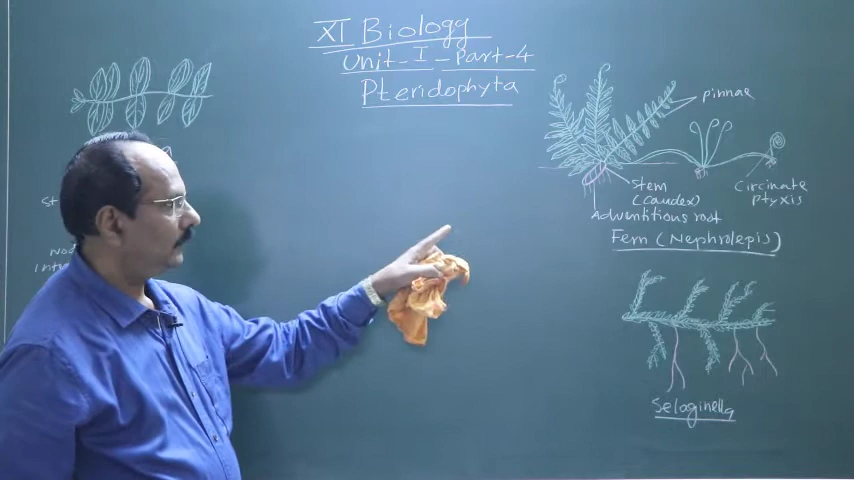 XI Biology
Unit-I-Part-4
Pteridophyta
pinnae
Stem
(Caudex)
Circinate
Ptyxis
Adventitious root
Fern (Nephrolepis)
Selaginella